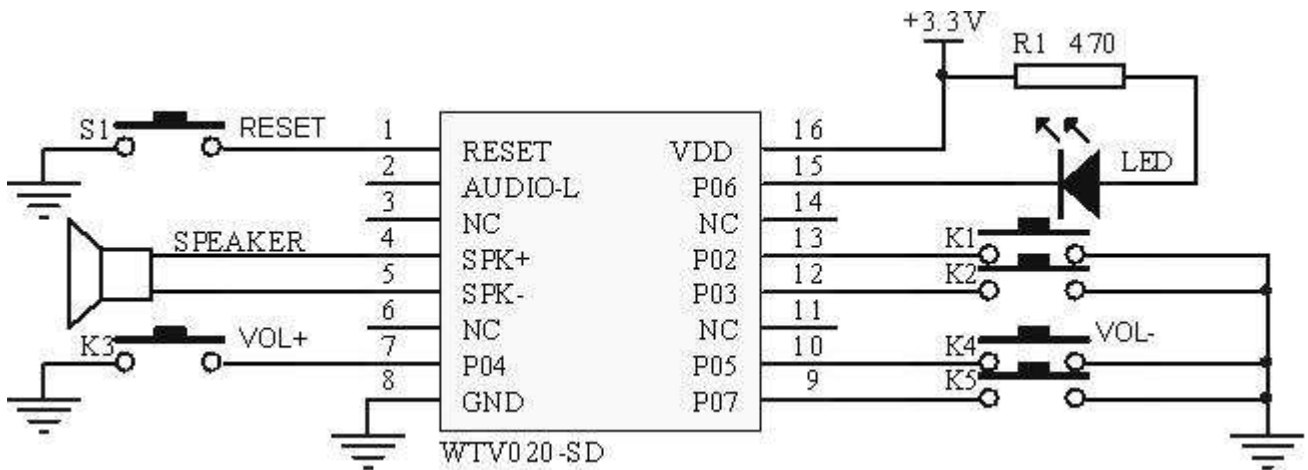 +3.3V
R1 470
S1 RESET
LED
SPEAKER
K3 VOL+
1
2
3
4
5
6
7
8
RESET
AUDIO-L
NC
SPK+
SPK-
NC
P04
GND
VDD
P06
NC
P02
P03
NC
P05
P07
16
15
14
13
12
11
10
9
K1
K2
K4 VOL-
K5
WTV020-SD